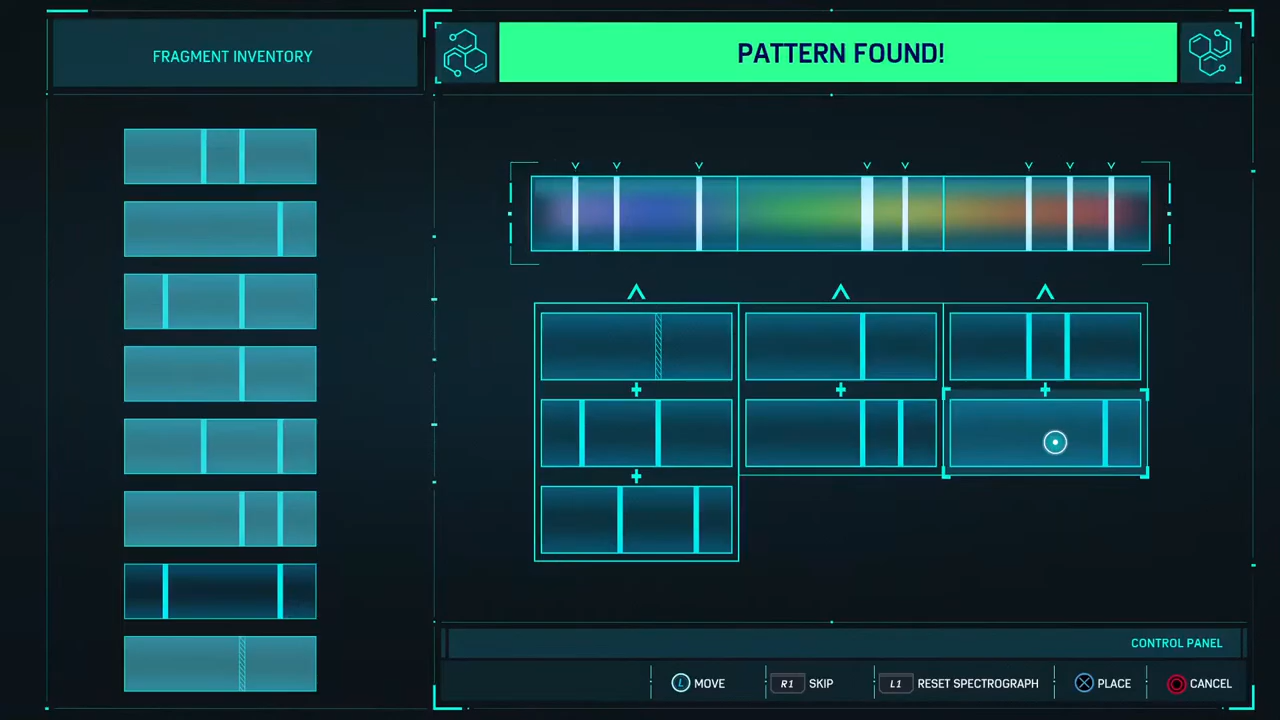 FRAGMENT INVENTORY
PATTERN FOUND!
CONTROL PANEL
L MOVE R1 SKIP L1 RESET SPECTROGRAPH PLACE CANCEL